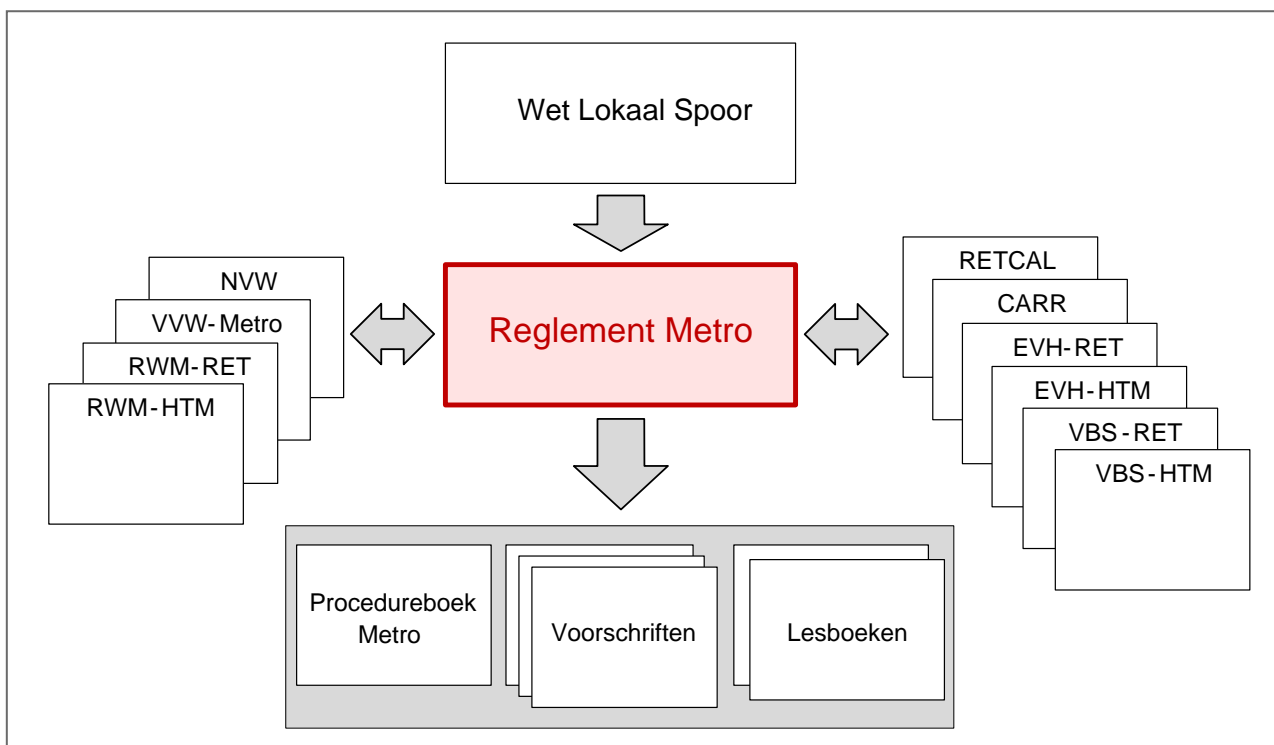 Wet Lokaal Spoor
NVW
VVW-Metro
RWM-RET
RWM-HTM
Reglement Metro
RETCAL
CARR
EVH-RET
EVH-HTM
VBS-RET
VBS-HTM
Procedureboek
Metro
Voorschriften
Lesboeken